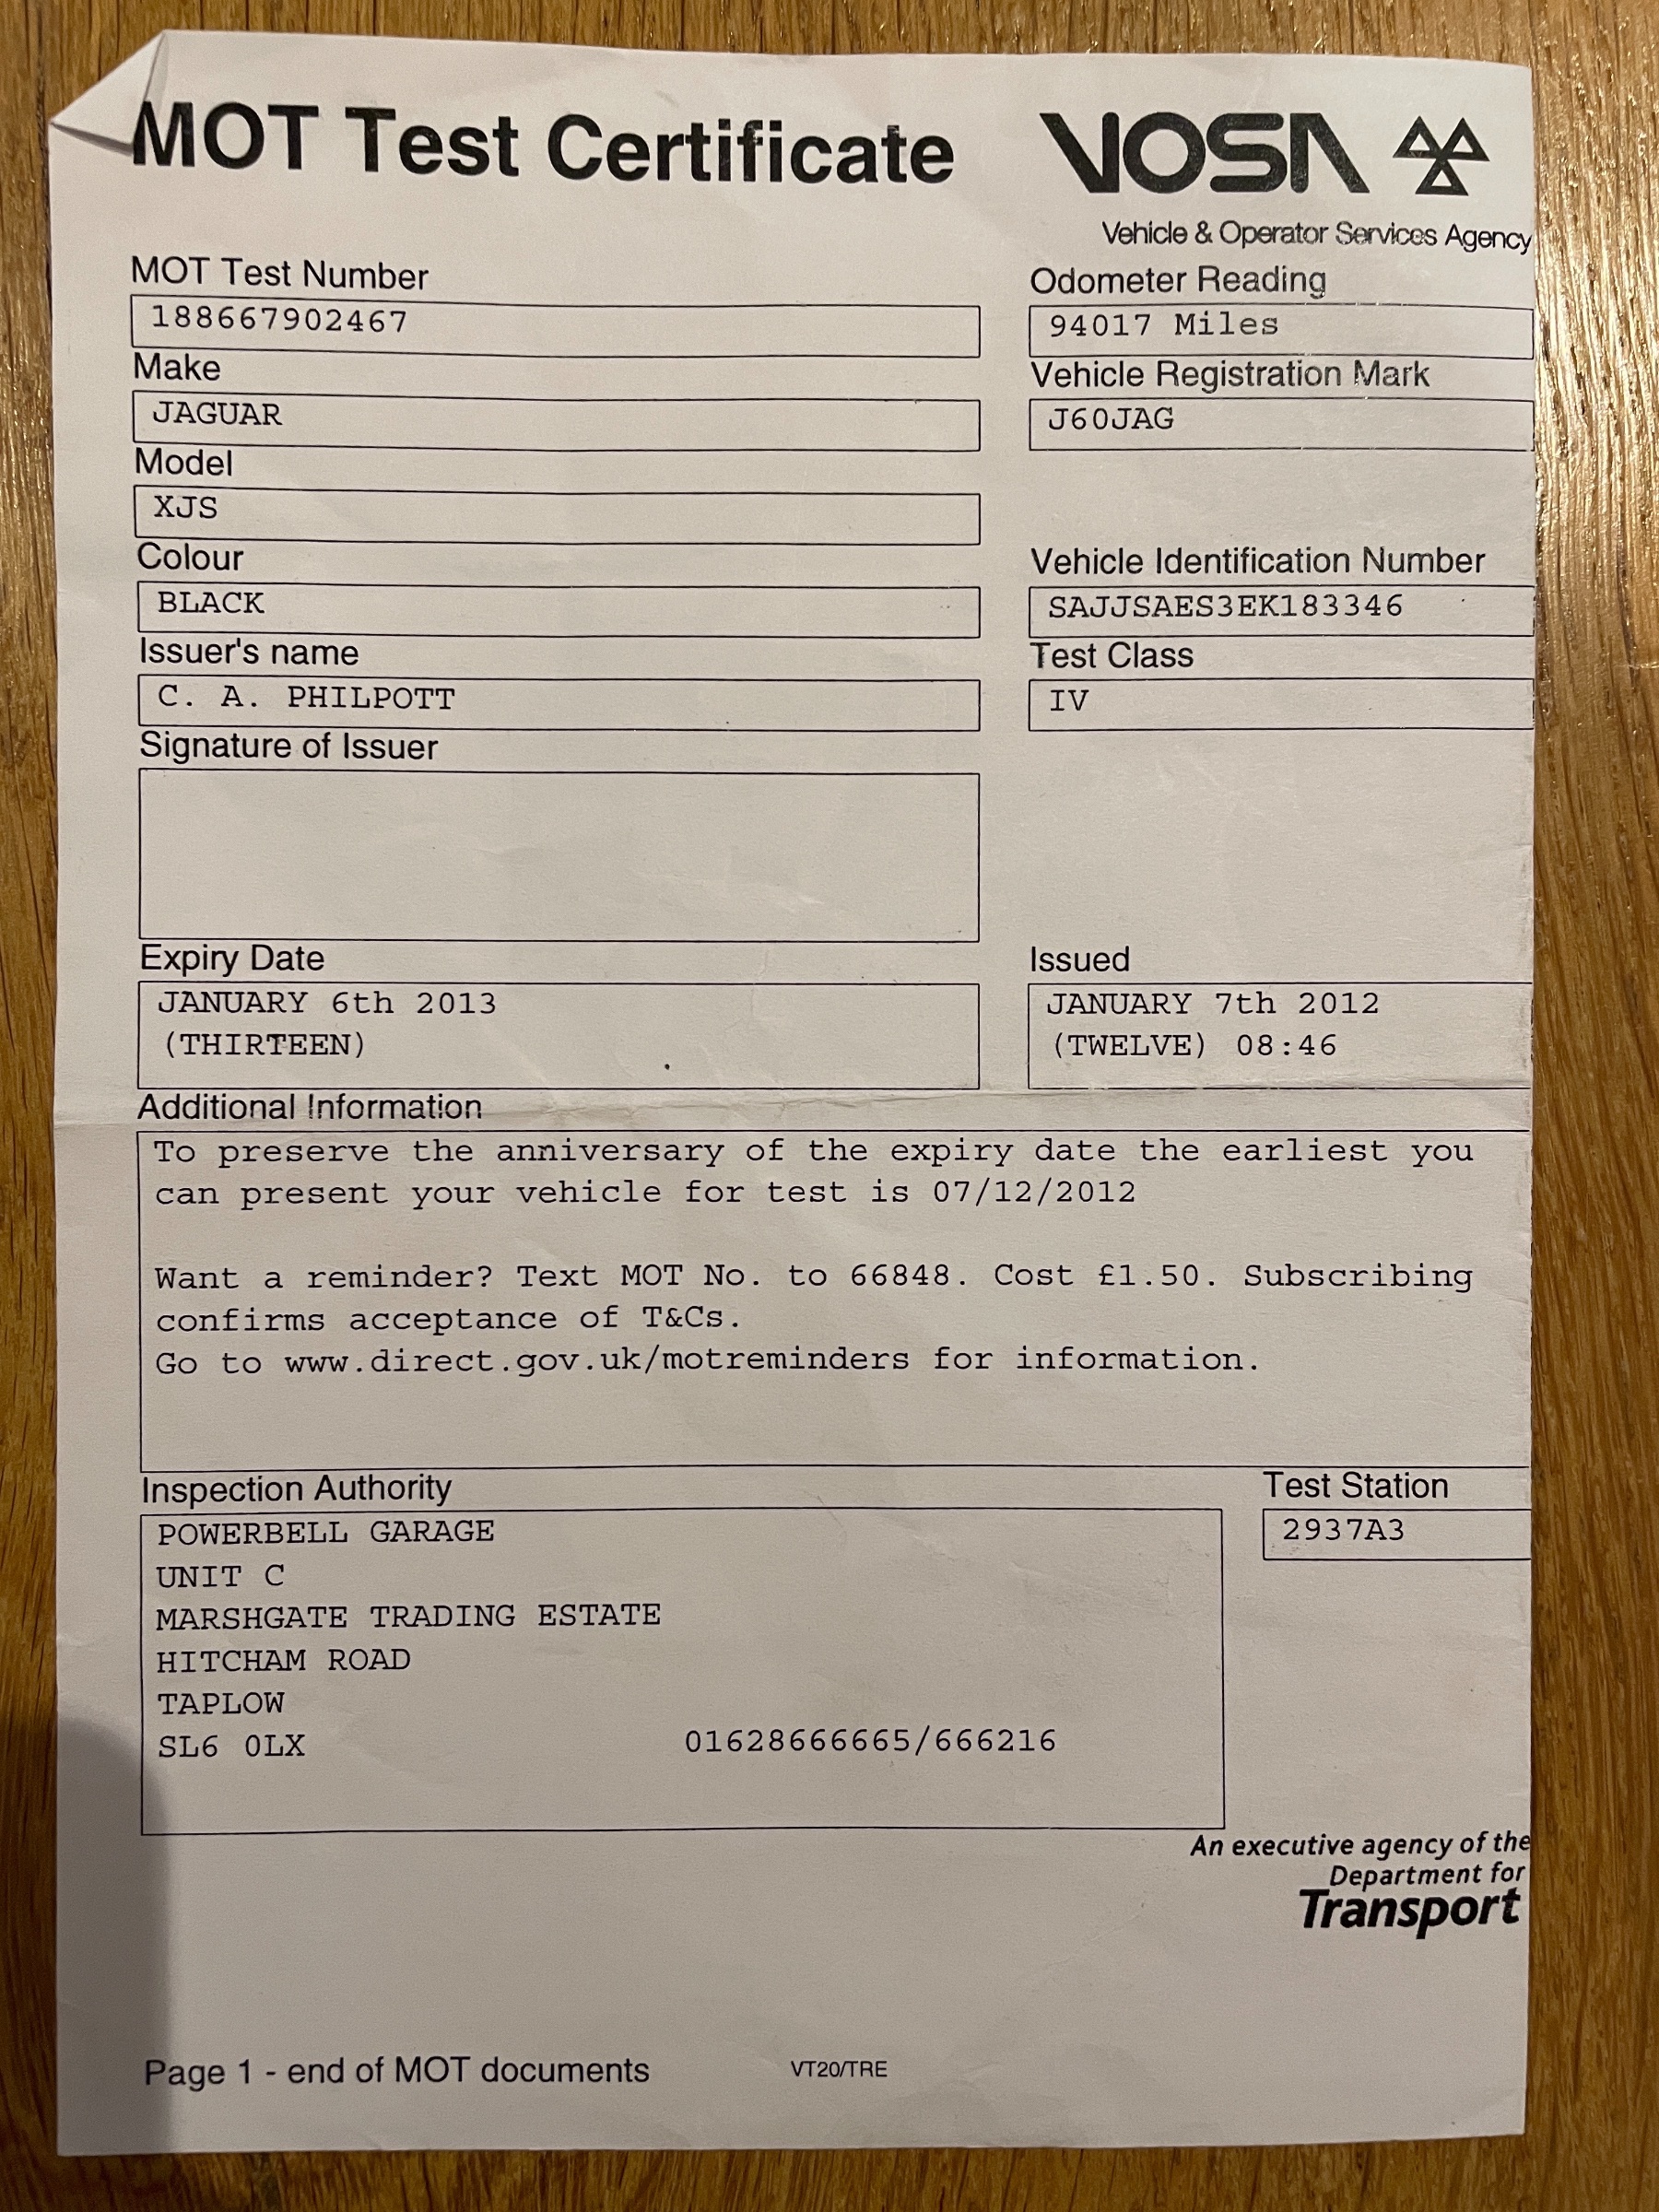 MOT Test Certificate
VOSA
Vehicle & Operator Services Agency
MOT Test Number
188667902467
Odometer Reading
94017 Miles
Make
JAGUAR
Vehicle Registration Mark
J60JAG
Model
XJS
Colour
BLACK
Vehicle Identification Number
SAJJSAES3EK183346
Issuer's name
C. A. PHILPOTT
Test Class
IV
Signature of Issuer
Expiry Date
JANUARY 6th 2013
(THIRTEEN)
Issued
JANUARY 7th 2012
(TWELVE) 08:46
Additional Information
To preserve the anniversary of the expiry date the earliest you
can present your vehicle for test is 07/12/2012
Want a reminder? Text MOT No. to 66848. Cost £1.50. Subscribing
confirms acceptance of T&Cs.
Go to www.direct.gov.uk/motreminders for information.
Inspection Authority
POWERBELL GARAGE
UNIT C
MARSHGATE TRADING ESTATE
HITCHAM ROAD
TAPLOW
SL6 0LX 01628666665/666216
Test Station
2937A3
An executive agency of the
Department for
Transport
Page 1 - end of MOT documents VT20/TRE